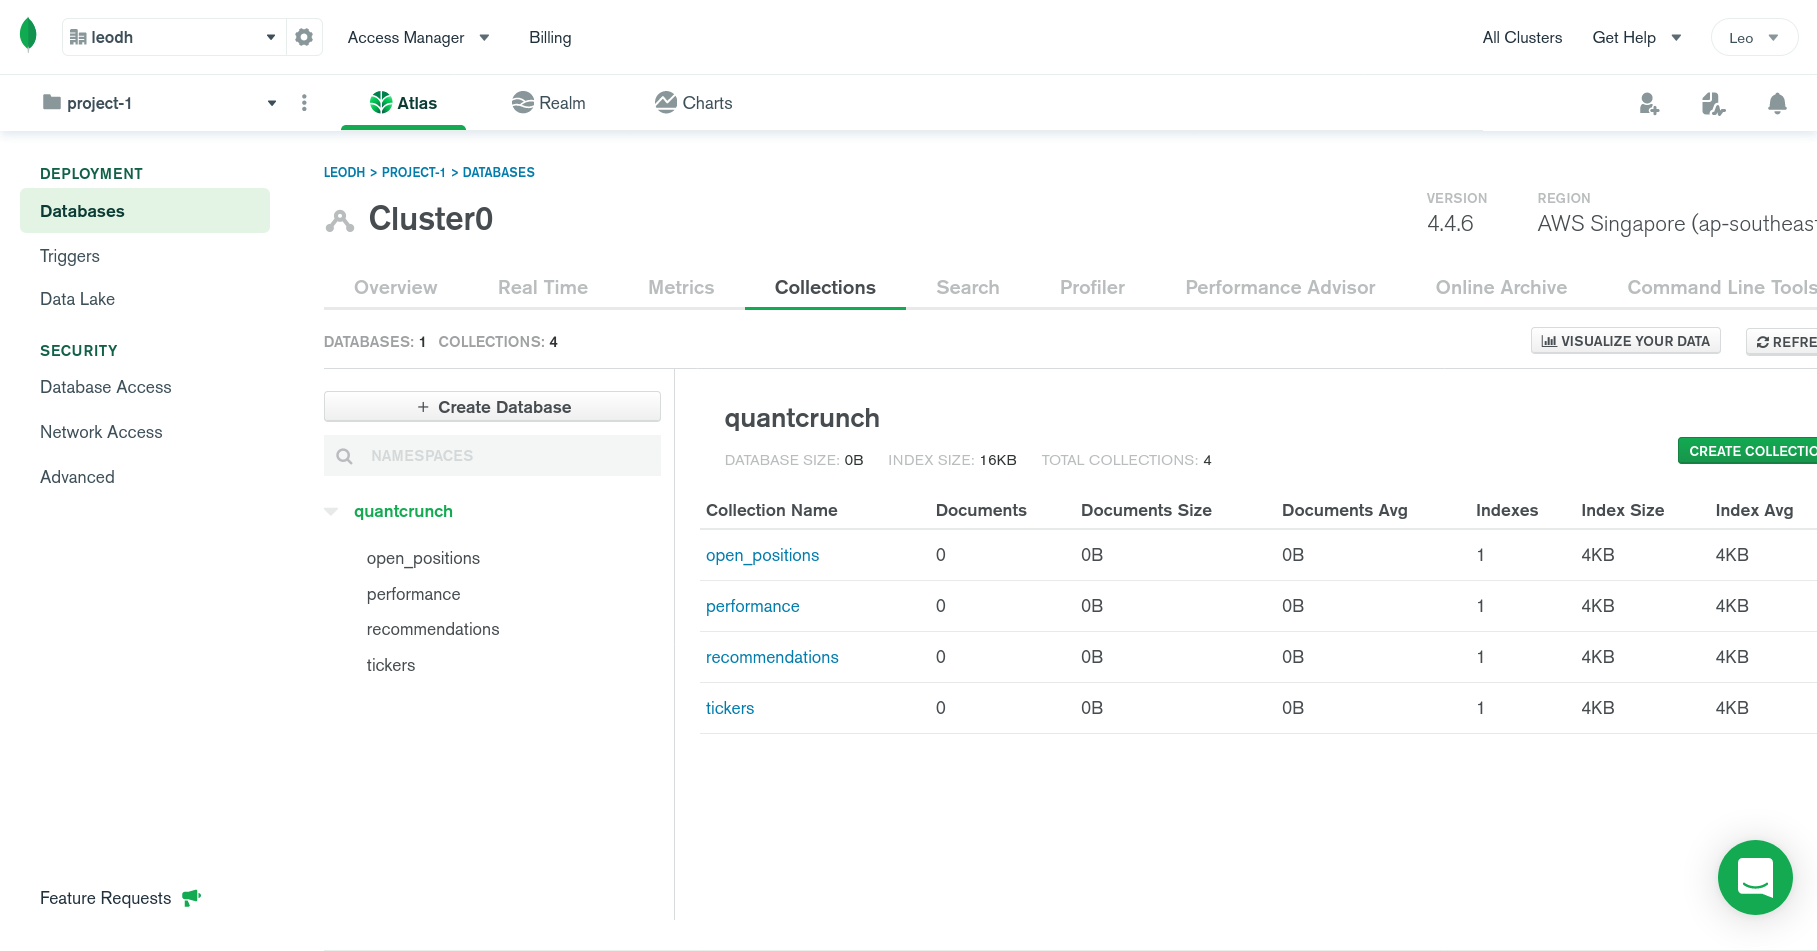 leodh Access Manager Billing All Clusters Get Help Leo
project-1 Atlas Realm Charts
DEPLOYMENT
Databases
Triggers
Data Lake
SECURITY
Database Access
Network Access
Advanced
Feature Requests
LEODH > PROJECT-1 > DATABASES
Cluster0
VERSION
4.4.6
REGION
AWS Singapore (ap-southeast
Overview Real Time Metrics Collections Search Profiler Performance Advisor Online Archive Command Line Tools
DATABASES: 1 COLLECTIONS: 4 VISUALIZE YOUR DATA REFRE
+ Create Database
NAMESPACES
quantcrunch
open_positions
performance
recommendations
tickers
quantcrunch
DATABASE SIZE: 0B INDEX SIZE: 16KB TOTAL COLLECTIONS: 4 CREATE COLLECTIO
Collection Name Documents Documents Size Documents Avg Indexes Index Size Index Avg
open_positions 0 0B 0B 1 4KB 4KB
performance 0 0B 0B 1 4KB 4KB
recommendations 0 0B 0B 1 4KB 4KB
tickers 0 0B 0B 1 4KB 4KB